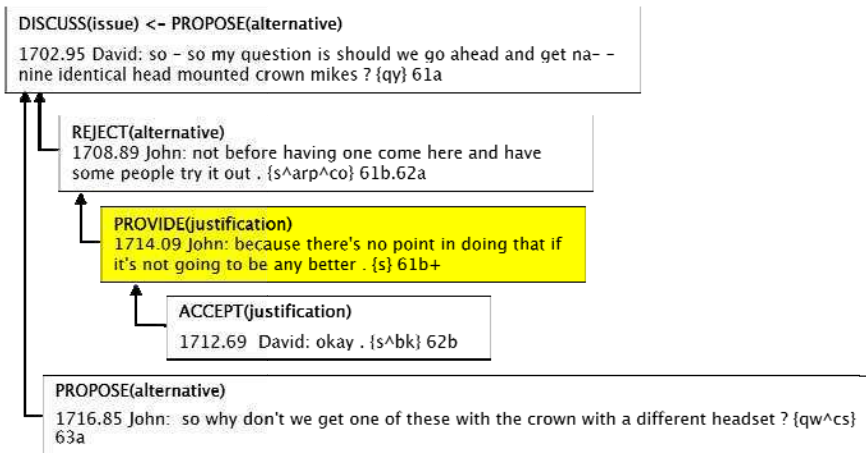 DISCUSS(issue) <- PROPOSE(alternative)
1702.95 David: so – so my question is should we go ahead and get na- -
nine identical head mounted crown mikes ? {qy} 61a
REJECT(alternative)
1708.89 John: not before having one come here and have
some people try it out . {s^arp^co} 61b.62a
PROVIDE(justification)
1714.09 John: because there's no point in doing that if
it's not going to be any better . {s} 61b+
ACCEPT(justification)
1712.69 David: okay . {s^bk} 62b
PROPOSE(alternative)
1716.85 John: so why don't we get one of these with the crown with a different headset ? {qw^cs}
63a